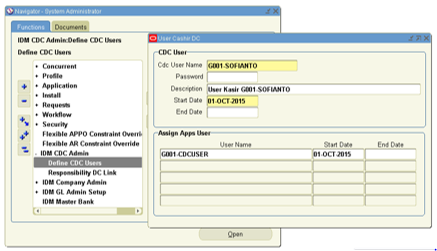 Navigator - System Administrator
Functions
Documents
IDM CDC Admin:Define CDC Users
Define CDC Users
Concurrent
Profile
Application
Install
Requests
Workflow
Security
Flexible APPO Constraint Overri
Flexible AR Constraint Override
IDM CDC Admin
Define CDC Users
Responsibility DC Link
IDM Company Admin
IDM GL Admin Setup
IDM Master Bank
Open
User Cashir DC
CDC User
Cdc User Name G001-SOFIANTO
Password
Description User Kasir G001-SOFIANTO
Start Date 01-OCT-2015
End Date
Assign Apps User
User Name Start Date End Date
G001-CDCUSER 01-OCT-2015